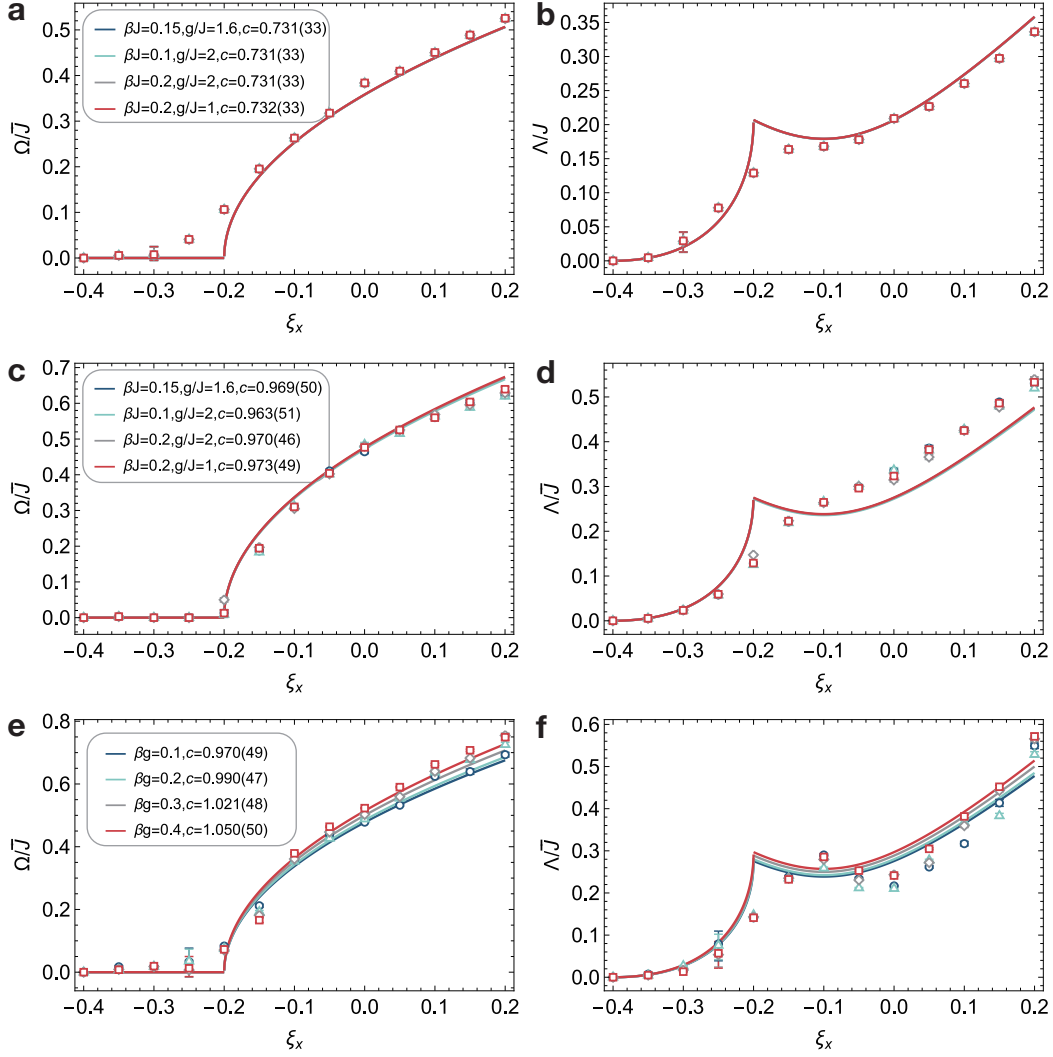 a
βJ=0.15,g/J=1.6,c=0.731(33)
βJ=0.1,g/J=2,c=0.731(33)
βJ=0.2,g/J=2,c=0.731(33)
βJ=0.2,g/J=1,c=0.732(33)
Ω/J̄
0.5
0.4
0.3
0.2
0.1
0.0
−0.4 −0.3 −0.2 −0.1 0.0 0.1 0.2
ξx
b
Λ/J̄
0.35
0.30
0.25
0.20
0.15
0.10
0.05
0.00
−0.4 −0.3 −0.2 −0.1 0.0 0.1 0.2
ξx
c
βJ=0.15,g/J=1.6,c=0.969(50)
βJ=0.1,g/J=2,c=0.963(51)
βJ=0.2,g/J=2,c=0.970(46)
βJ=0.2,g/J=1,c=0.973(49)
Ω/J̄
0.7
0.6
0.5
0.4
0.3
0.2
0.1
0.0
−0.4 −0.3 −0.2 −0.1 0.0 0.1 0.2
ξx
d
Λ/J̄
0.5
0.4
0.3
0.2
0.1
0.0
−0.4 −0.3 −0.2 −0.1 0.0 0.1 0.2
ξx
e
βg=0.1,c=0.970(49)
βg=0.2,c=0.990(47)
βg=0.3,c=1.021(48)
βg=0.4,c=1.050(50)
Ω/J̄
0.8
0.6
0.4
0.2
0.0
−0.4 −0.3 −0.2 −0.1 0.0 0.1 0.2
ξx
f
Λ/J̄
0.6
0.5
0.4
0.3
0.2
0.1
0.0
−0.4 −0.3 −0.2 −0.1 0.0 0.1 0.2
ξx